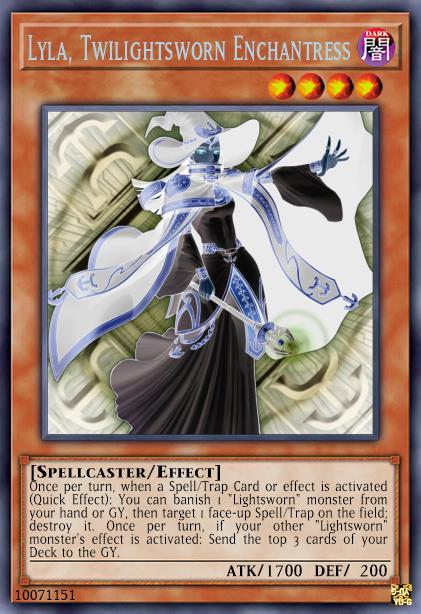 Lyla, Twilightsworn Enchantress
DARK
闇
[Spellcaster/Effect]
Once per turn, when a Spell/Trap Card or effect is activated
(Quick Effect): You can banish 1 "Lightsworn" monster from
your hand or GY, then target 1 face-up Spell/Trap on the field;
destroy it. Once per turn, if your other "Lightsworn"
monster's effect is activated: Send the top 3 cards of your
Deck to the GY.
ATK/1700 DEF/ 200
10071151